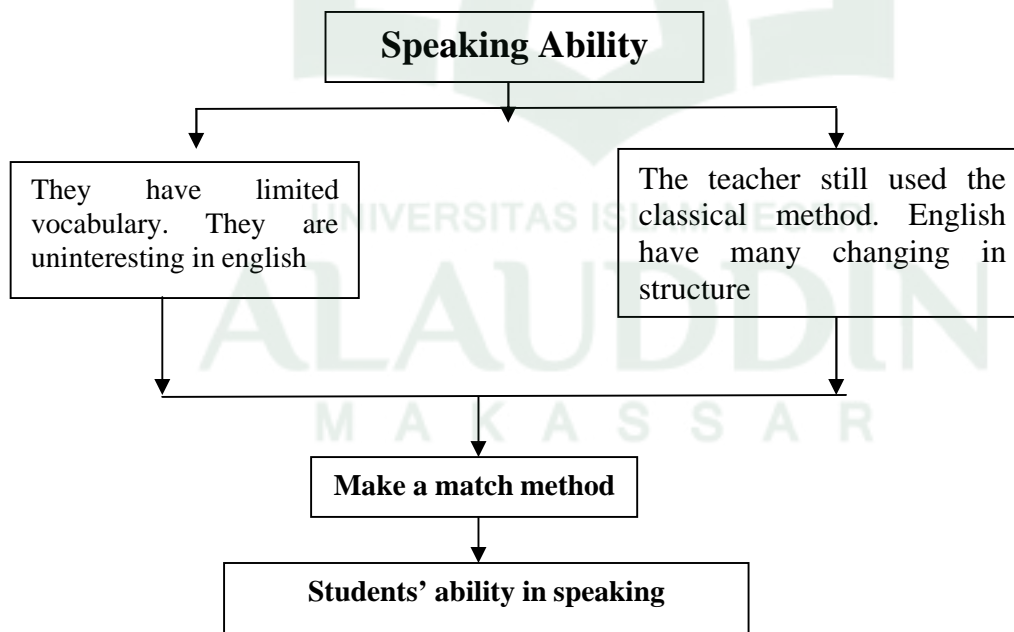 Speaking Ability
They have limited
vocabulary. They are
uninteresting in english
The teacher still used the
classical method. English
have many changing in
structure
UNIVERSITAS ISLAM NEGERI
ALAUDDIN
MAKASSAR
Make a match method
Students’ ability in speaking